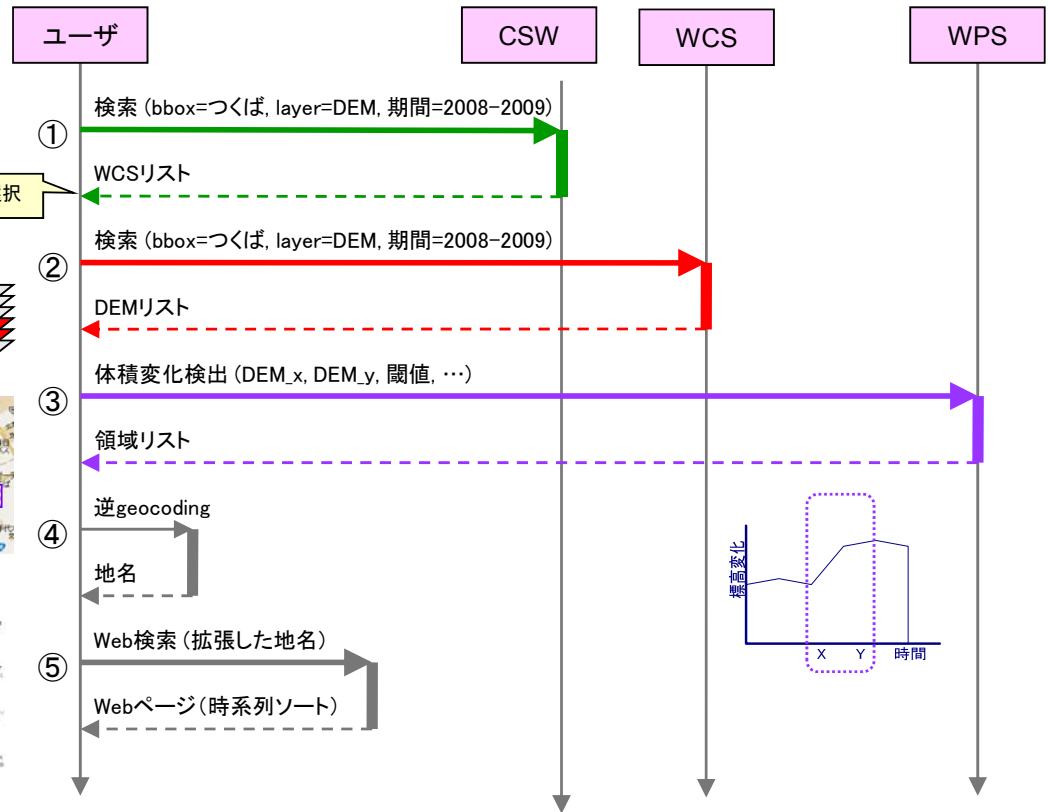 ユーザ
CSW
WCS
WPS
検索 (bbox=つくば, layer=DEM, 期間=2008-2009)
①
WCSリスト
択
検索 (bbox=つくば, layer=DEM, 期間=2008-2009)
②
DEMリスト
体積変化検出 (DEM_x, DEM_y, 閾値, …)
③
領域リスト
逆geocoding
④
地名
標高変化
X Y 時間
Web検索 (拡張した地名)
⑤
Webページ(時系列ソート)